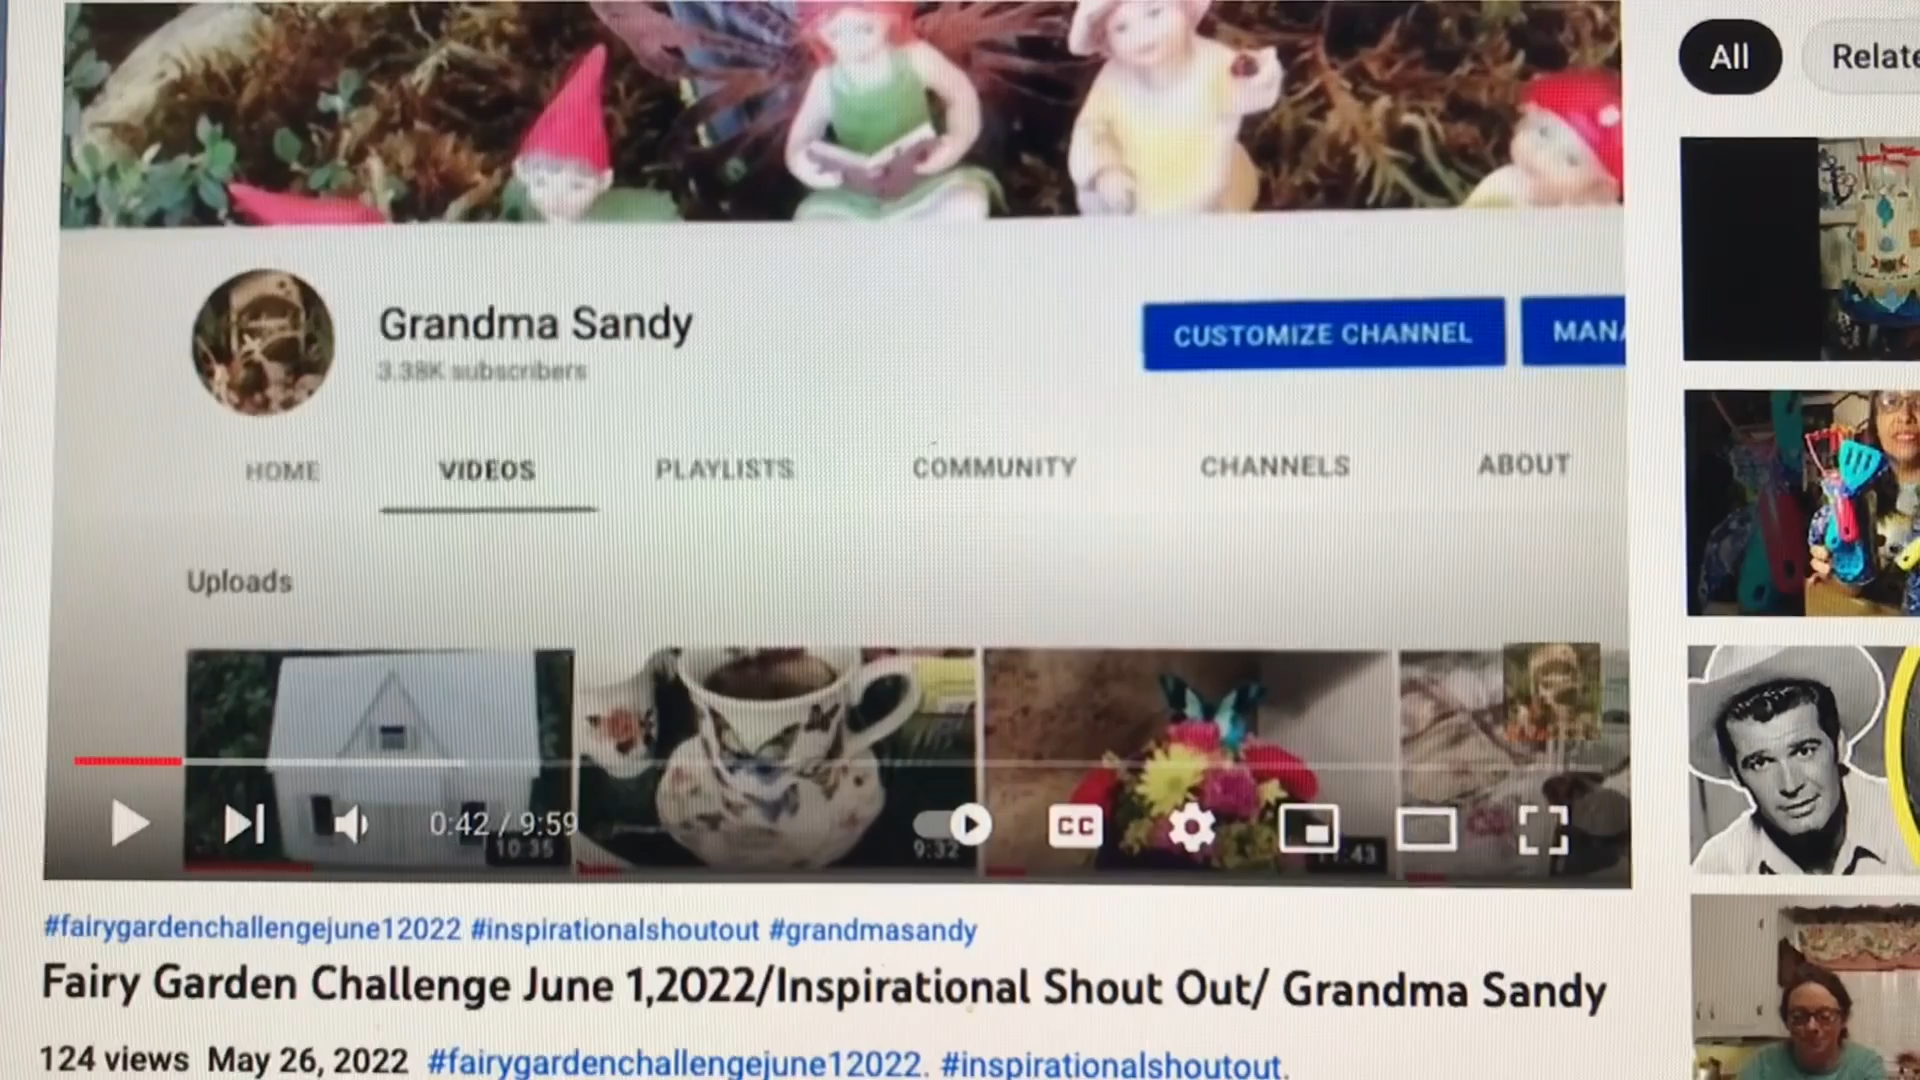 All Relate
Grandma Sandy
3.38K subscribers
CUSTOMIZE CHANNEL MANA
HOME VIDEOS PLAYLISTS COMMUNITY CHANNELS ABOUT
Uploads
0:42 / 9:59 CC
10:35 9:32 11:43
#fairygardenchallengejune12022 #inspirationalshoutout #grandmasandy
Fairy Garden Challenge June 1,2022/Inspirational Shout Out/ Grandma Sandy
124 views May 26, 2022 #fairygardenchallengejune12022. #inspirationalshoutout.